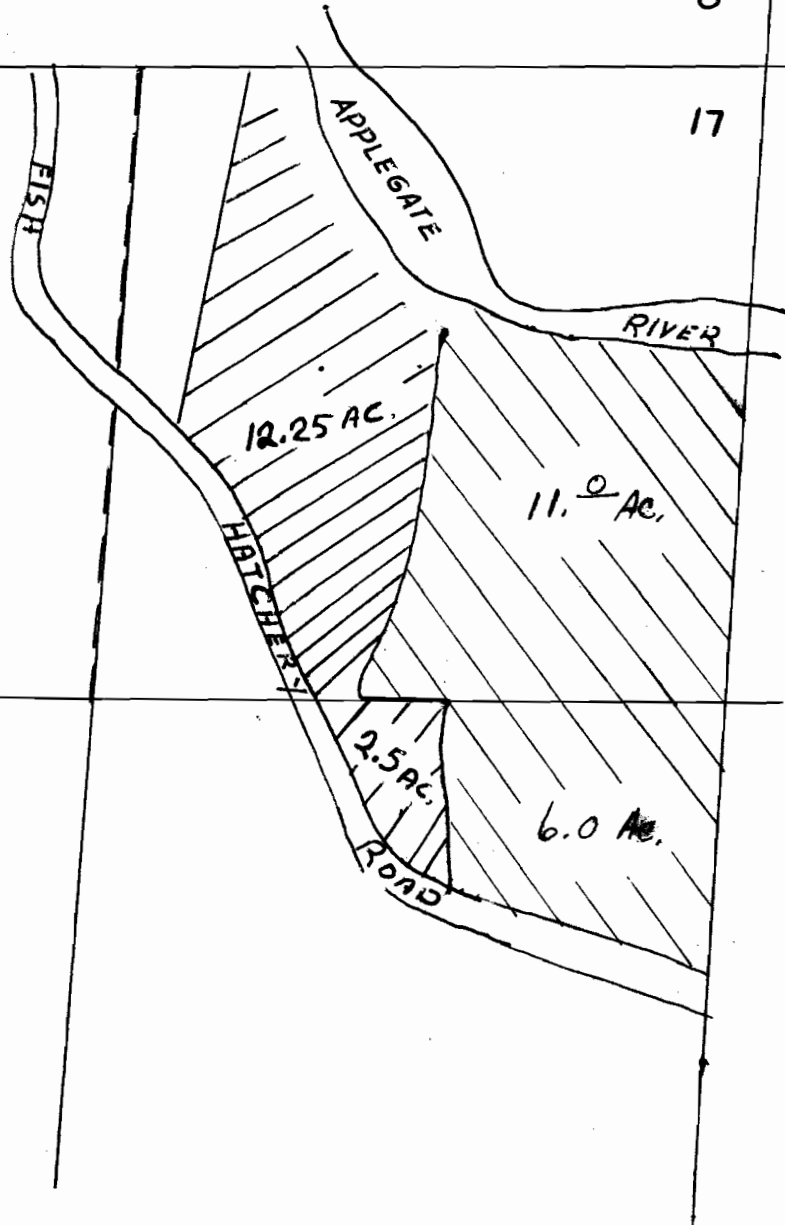 17
APPLEGATE
RIVER
FISH
12.25 AC.
11.0 AC.
HATCHERY
2.5 AC.
6.0 AC.
ROAD